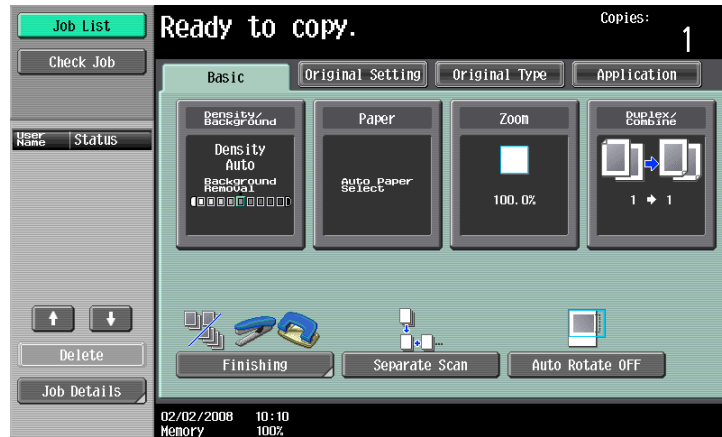 Job List
Check Job
User Name
Status
Delete
Job Details
Ready to copy.
Copies:
1
Basic
Original Setting
Original Type
Application
Density/
Background
Density
Auto
Background
Removal
Paper
Auto Paper
Select
Zoom
100.0%
Duplex/
Combine
1 → 1
Finishing
Separate Scan
Auto Rotate OFF
02/02/2008 10:10
Memory 100%